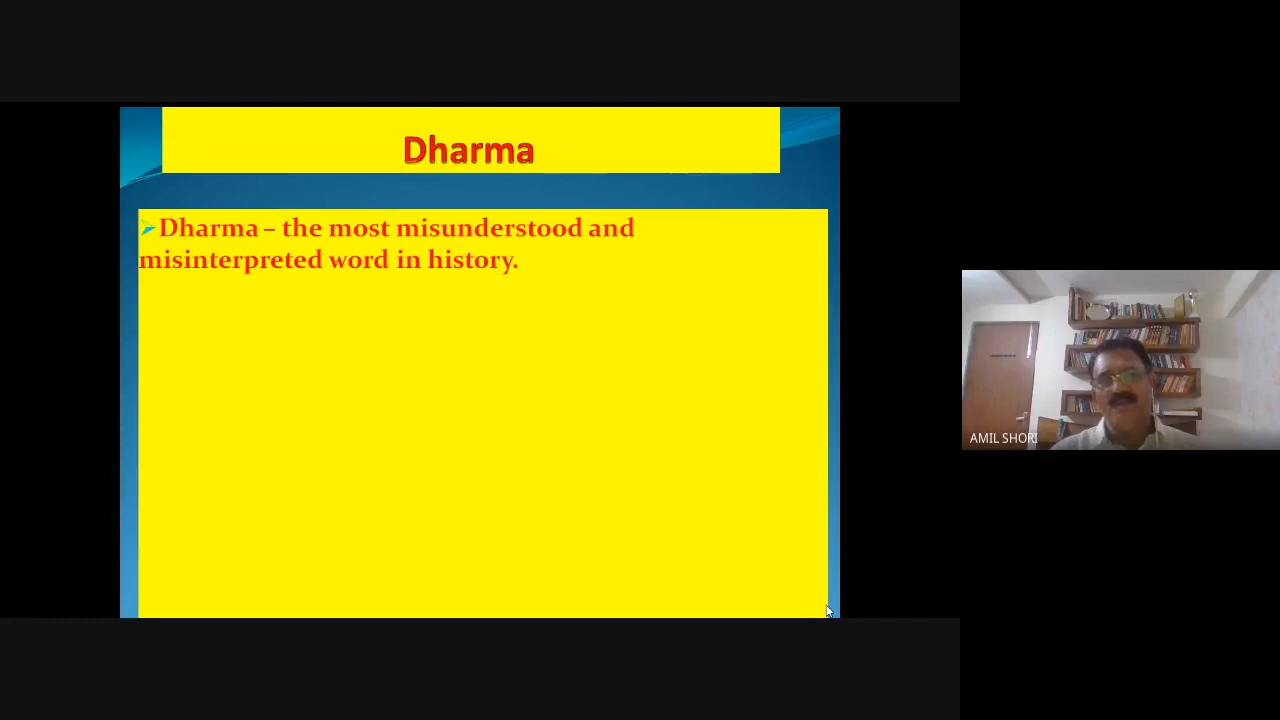 Dharma
Dharma – the most misunderstood and
misinterpreted word in history.
AMIL SHORI